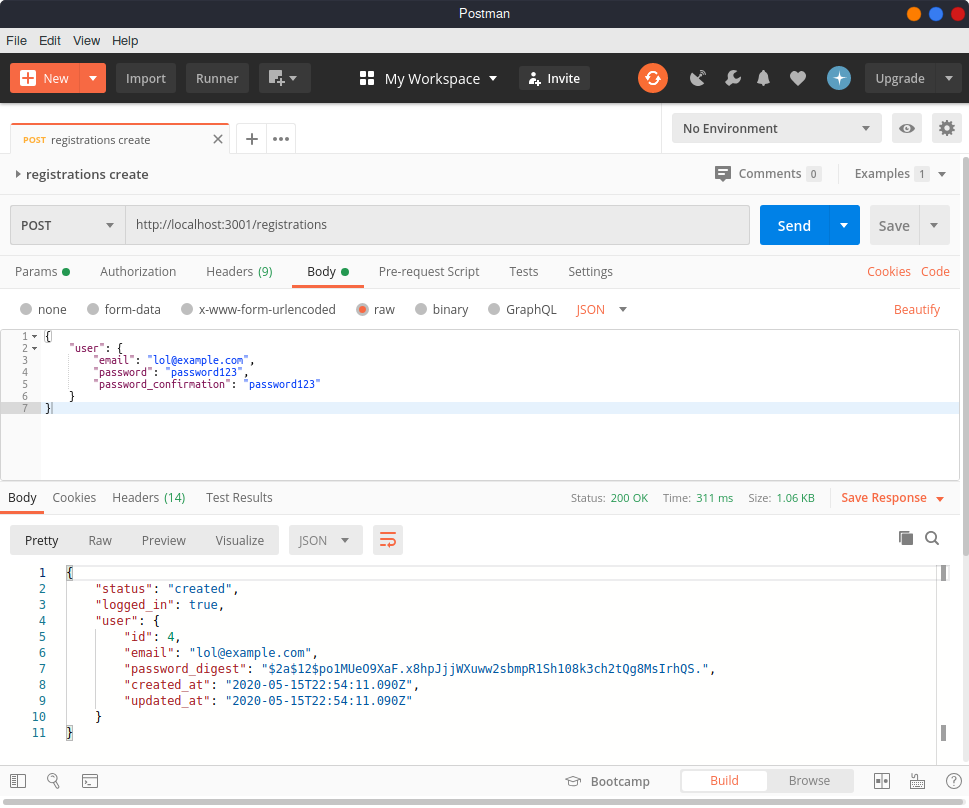 Postman
File Edit View Help
New Import Runner My Workspace Invite Upgrade
POST registrations create No Environment
registrations create Comments 0 Examples 1
POST http://localhost:3001/registrations Send Save
Params Authorization Headers (9) Body Pre-request Script Tests Settings Cookies Code
none form-data x-www-form-urlencoded raw binary GraphQL JSON Beautify
1 {
2 "user": {
3 "email": "lol@example.com",
4 "password": "password123",
5 "password_confirmation": "password123"
6 }
7 }
Body Cookies Headers (14) Test Results Status: 200 OK Time: 311 ms Size: 1.06 KB Save Response
Pretty Raw Preview Visualize JSON
1 {
2 "status": "created",
3 "logged_in": true,
4 "user": {
5 "id": 4,
6 "email": "lol@example.com",
7 "password_digest": "$2a$12$po1MUeO9XaF.x8hpJjjWXuww2sbmpR1Sh108k3ch2tQg8MsIrhQS.",
8 "created_at": "2020-05-15T22:54:11.090Z",
9 "updated_at": "2020-05-15T22:54:11.090Z"
10 }
11 }
Bootcamp Build Browse